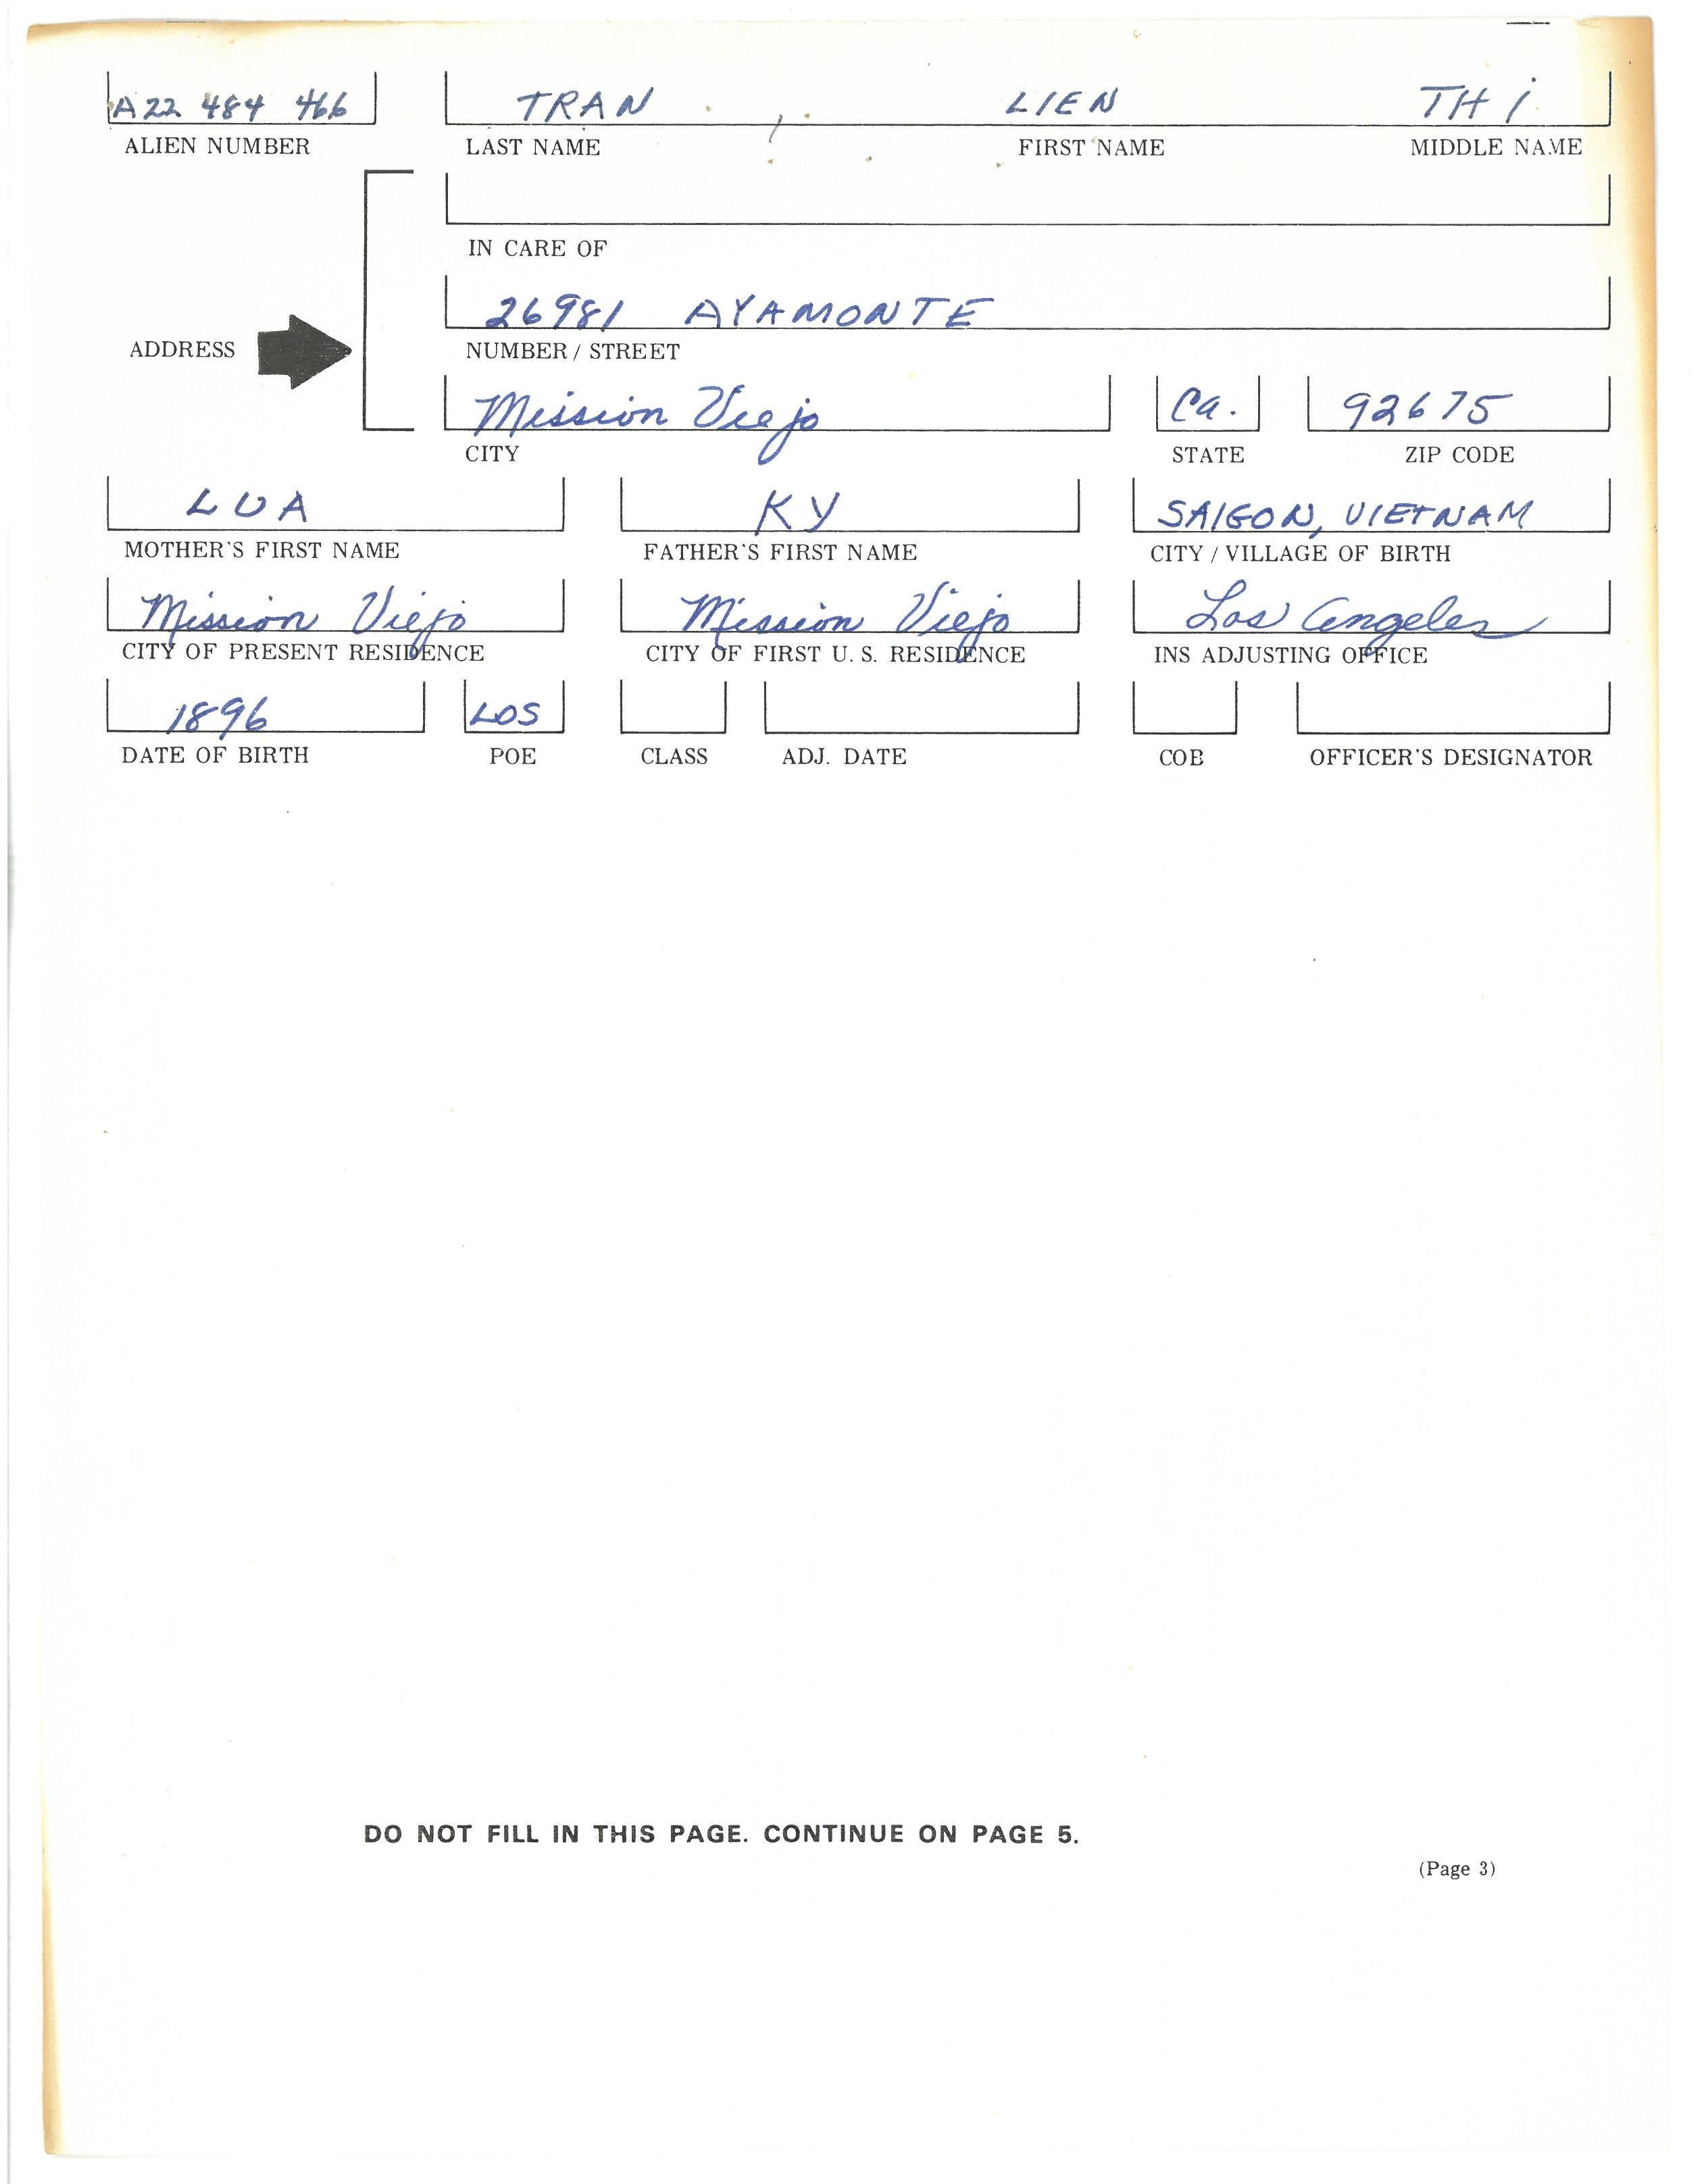 A22 484 466 TRAN , LIEN THI
ALIEN NUMBER LAST NAME FIRST NAME MIDDLE NAME
IN CARE OF
26981 AYAMONTE
ADDRESS NUMBER / STREET
Mission Viejo Ca. 92675
CITY STATE ZIP CODE
LUA KY SAIGON, VIETNAM
MOTHER'S FIRST NAME FATHER'S FIRST NAME CITY / VILLAGE OF BIRTH
Mission Viejo Mission Viejo Los Angeles
CITY OF PRESENT RESIDENCE CITY OF FIRST U. S. RESIDENCE INS ADJUSTING OFFICE
1896 LOS
DATE OF BIRTH POE CLASS ADJ. DATE COB OFFICER'S DESIGNATOR
DO NOT FILL IN THIS PAGE. CONTINUE ON PAGE 5.
(Page 3)